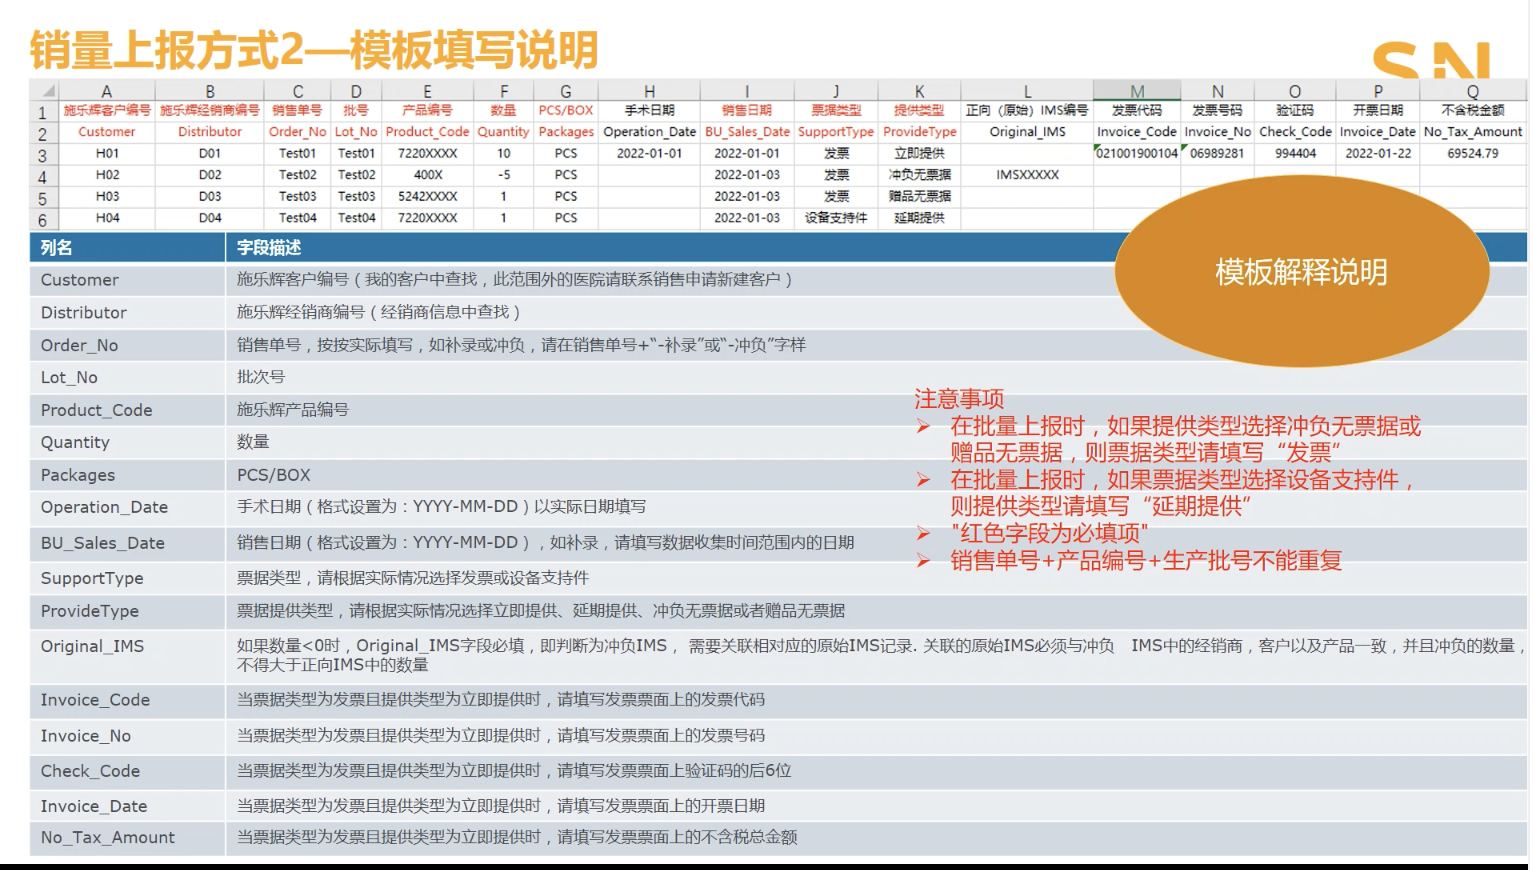 销量上报方式2—模板填写说明
SN
A B C D E F G H I J K L M N O P Q
1 施乐辉客户编号 施乐辉经销商编号 销售单号 批号 产品编号 数量 PCS/BOX 手术日期 销售日期 票据类型 提供类型 正向（原始）IMS编号 发票代码 发票号码 验证码 开票日期 不含税金额
2 Customer Distributor Order_No Lot_No Product_Code Quantity Packages Operation_Date BU_Sales_Date SupportType ProvideType Original_IMS Invoice_Code Invoice_No Check_Code Invoice_Date No_Tax_Amount
3 H01 D01 Test01 Test01 7220XXXX 10 PCS 2022-01-01 2022-01-01 发票 立即提供 021001900104 06989281 994404 2022-01-22 69524.79
4 H02 D02 Test02 Test02 400X -5 PCS 2022-01-03 发票 冲负无票据 IMSXXXXX
5 H03 D03 Test03 Test03 5242XXXX 1 PCS 2022-01-03 发票 赠品无票据
6 H04 D04 Test04 Test04 7220XXXX 1 PCS 2022-01-03 设备支持件 延期提供
列名 字段描述
模板解释说明
Customer 施乐辉客户编号（我的客户中查找，此范围外的医院请联系销售申请新建客户）
Distributor 施乐辉经销商编号（经销商信息中查找）
Order_No 销售单号，按按实际填写，如补录或冲负，请在销售单号+“-补录”或“-冲负”字样
Lot_No 批次号
Product_Code 施乐辉产品编号
Quantity 数量
Packages PCS/BOX
Operation_Date 手术日期（格式设置为：YYYY-MM-DD）以实际日期填写
BU_Sales_Date 销售日期（格式设置为：YYYY-MM-DD），如补录，请填写数据收集时间范围内的日期
SupportType 票据类型，请根据实际情况选择发票或设备支持件
ProvideType 票据提供类型，请根据实际情况选择立即提供、延期提供、冲负无票据或者赠品无票据
Original_IMS 如果数量<0时，Original_IMS字段必填，即判断为冲负IMS， 需要关联相对应的原始IMS记录. 关联的原始IMS必须与冲负 IMS中的经销商，客户以及产品一致，并且冲负的数量，
不得大于正向IMS中的数量
Invoice_Code 当票据类型为发票且提供类型为立即提供时，请填写发票票面上的发票代码
Invoice_No 当票据类型为发票且提供类型为立即提供时，请填写发票票面上的发票号码
Check_Code 当票据类型为发票且提供类型为立即提供时，请填写发票票面上验证码的后6位
Invoice_Date 当票据类型为发票且提供类型为立即提供时，请填写发票票面上的开票日期
No_Tax_Amount 当票据类型为发票且提供类型为立即提供时，请填写发票票面上的不含税总金额
注意事项
➢ 在批量上报时，如果提供类型选择冲负无票据或
赠品无票据，则票据类型请填写“发票”
➢ 在批量上报时，如果票据类型选择设备支持件，
则提供类型请填写“延期提供”
➢ "红色字段为必填项"
➢ 销售单号+产品编号+生产批号不能重复